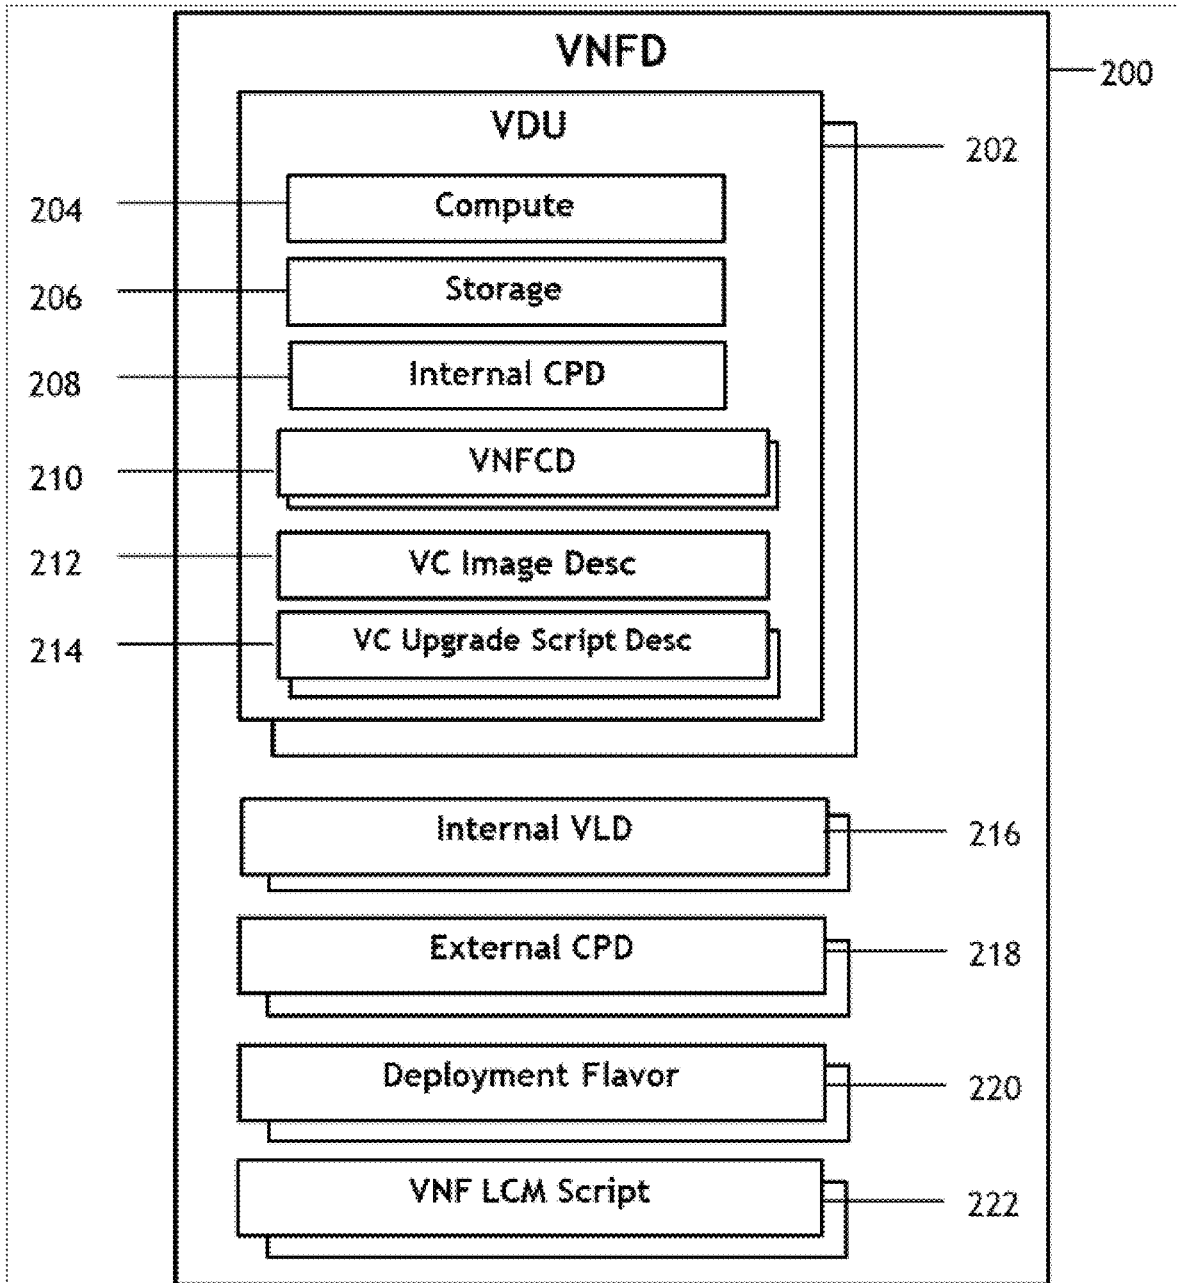 VNFD
200
VDU
202
204
Compute
206
Storage
208
Internal CPD
210
VNFCD
212
VC Image Desc
214
VC Upgrade Script Desc
Internal VLD
216
External CPD
218
Deployment Flavor
220
VNF LCM Script
222